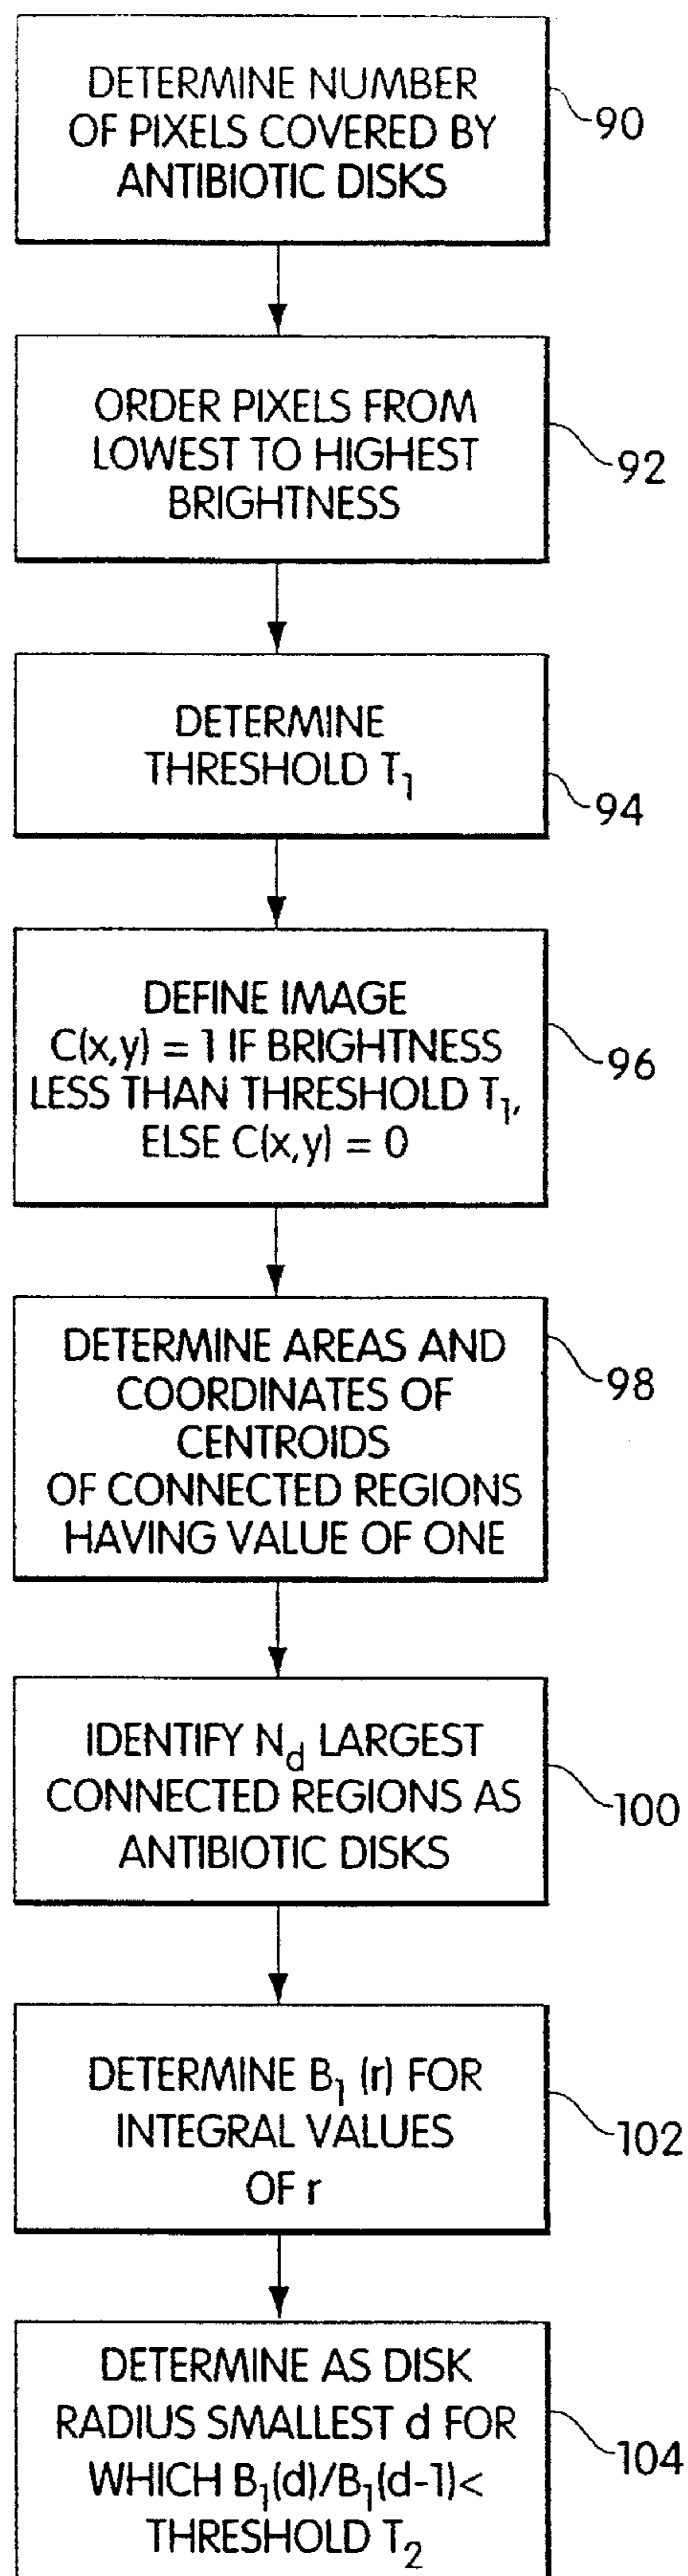 DETERMINE NUMBER
OF PIXELS COVERED BY
ANTIBIOTIC DISKS
90
ORDER PIXELS FROM
LOWEST TO HIGHEST
BRIGHTNESS
92
DETERMINE
THRESHOLD T1
94
DEFINE IMAGE
C(x,y) = 1 IF BRIGHTNESS
LESS THAN THRESHOLD T1,
ELSE C(x,y) = 0
96
DETERMINE AREAS AND
COORDINATES OF
CENTROIDS
OF CONNECTED REGIONS
HAVING VALUE OF ONE
98
IDENTIFY Nd LARGEST
CONNECTED REGIONS AS
ANTIBIOTIC DISKS
100
DETERMINE B1 (r) FOR
INTEGRAL VALUES
OF r
102
DETERMINE AS DISK
RADIUS SMALLEST d FOR
WHICH B1(d)/B1(d-1)<
THRESHOLD T2
104